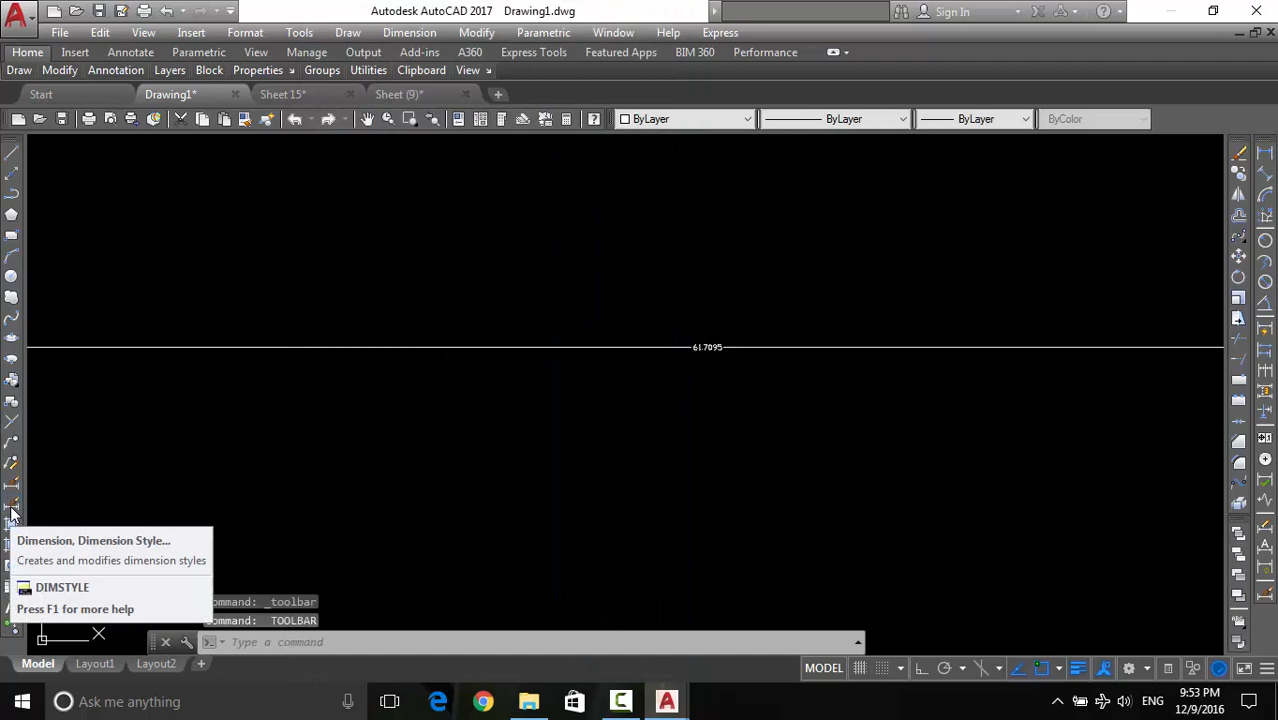 Autodesk AutoCAD 2017 Drawing1.dwg
Sign In
File Edit View Insert Format Tools Draw Dimension Modify Parametric Window Help Express
Home Insert Annotate Parametric View Manage Output Add-ins A360 Express Tools Featured Apps BIM 360 Performance
Draw Modify Annotation Layers Block Properties Groups Utilities Clipboard View
Start Drawing1* Sheet 15* Sheet (9)*
ByLayer ByLayer ByLayer ByColor
61.7095
Dimension, Dimension Style...
Creates and modifies dimension styles
DIMSTYLE
Press F1 for more help
Command: _toolbar
Command: TOOLBAR
Type a command
Model Layout1 Layout2 MODEL
Ask me anything
ENG
9:53 PM
12/9/2016